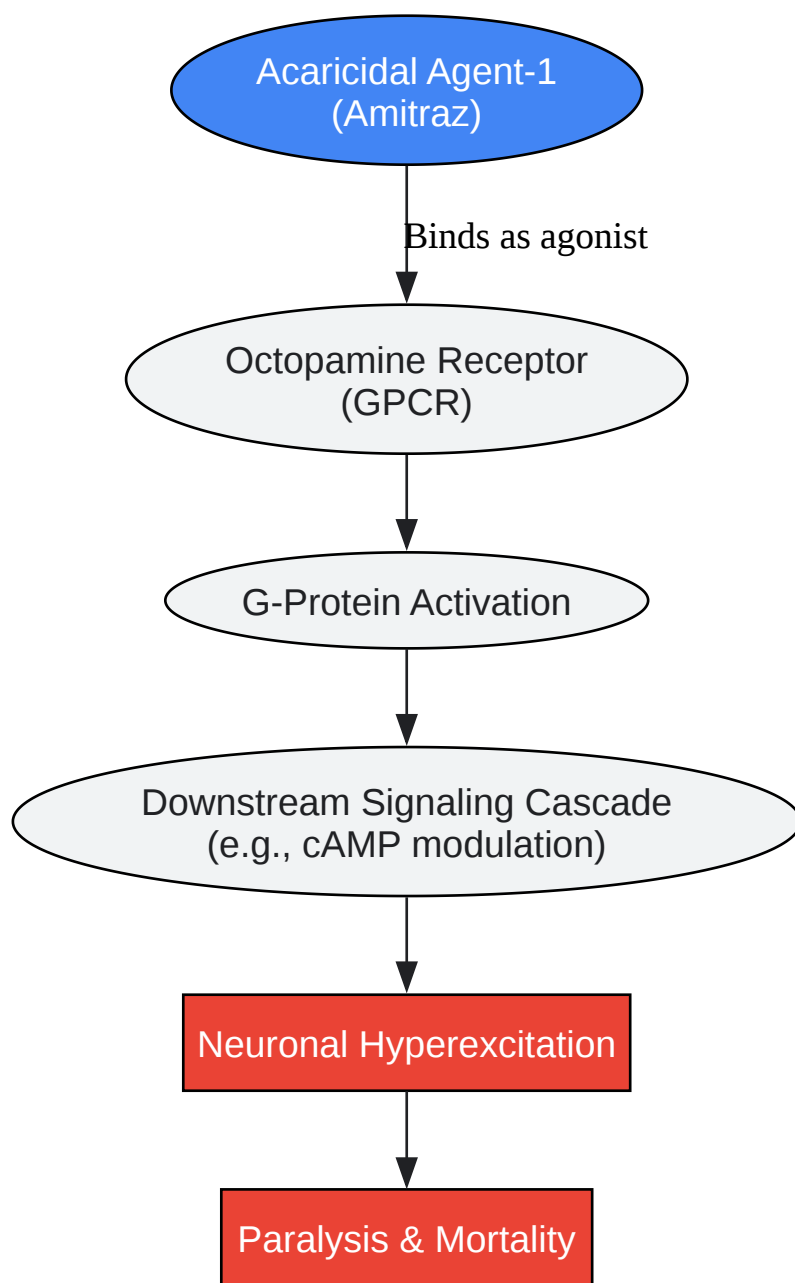 Acaricidal Agent-1
(Amitraz)
Binds as agonist
Octopamine Receptor
(GPCR)
G-Protein Activation
Downstream Signaling Cascade
(e.g., cAMP modulation)
Neuronal Hyperexcitation
Paralysis & Mortality